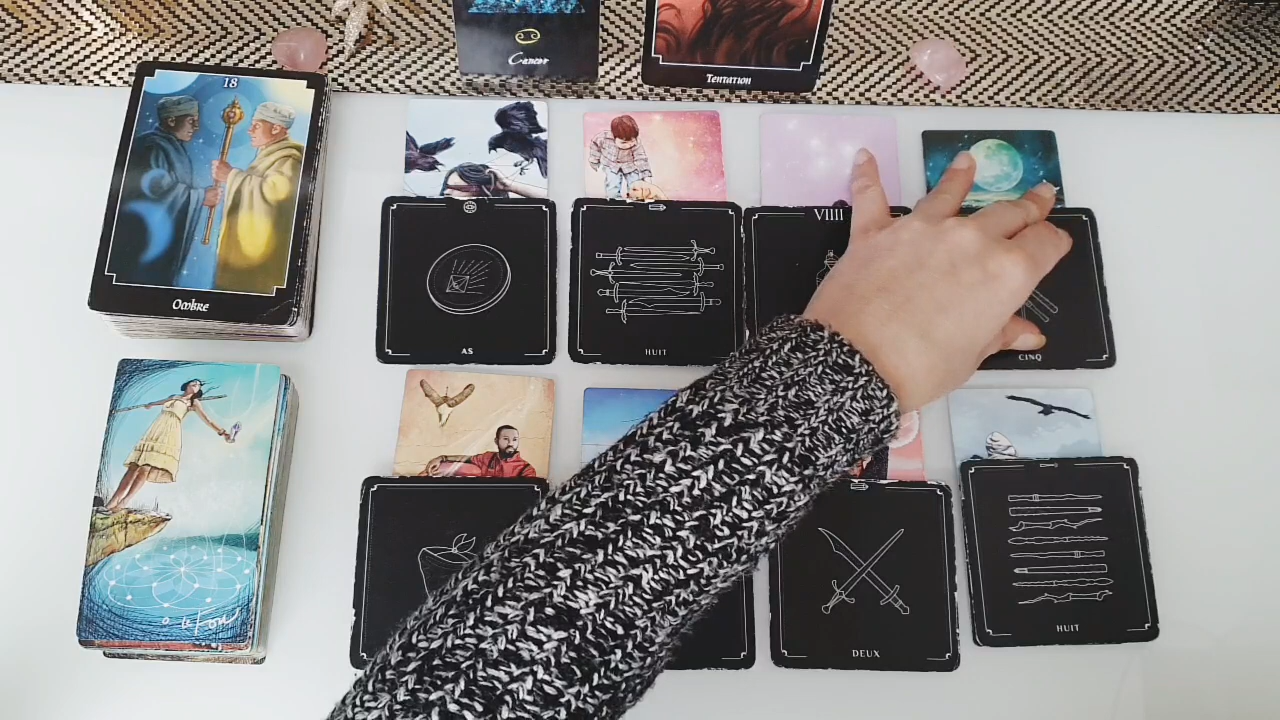 Cancer
Tentation
18
Ombre
VIIII
AS
HUIT
CINQ
DEUX
HUIT